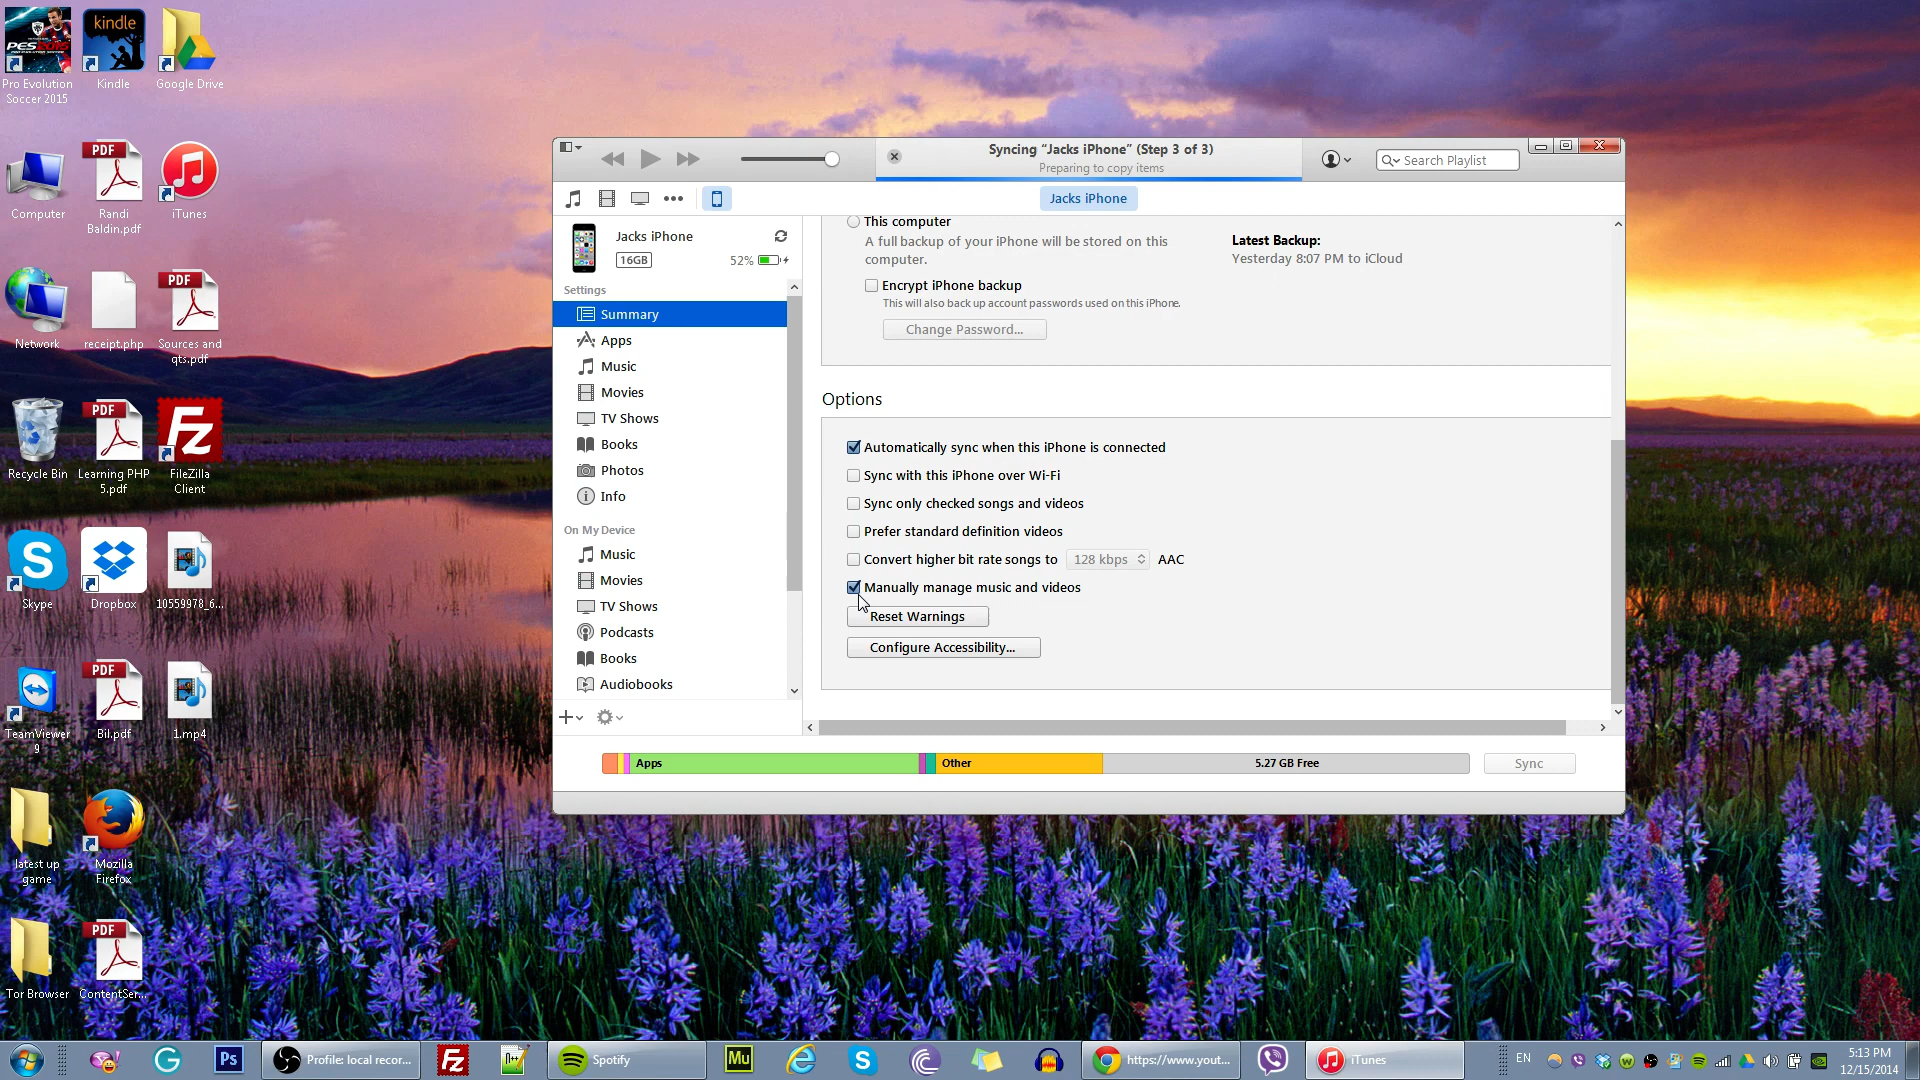 PES 2015
kindle
Pro Evolution
Soccer 2015
Kindle
Google Drive
PDF
Computer
Randi
Baldin.pdf
iTunes
PDF
Network
receipt.php
Sources and
qts.pdf
PDF
Fz
Recycle Bin
Learning PHP
5.pdf
FileZilla
Client
S
Skype
Dropbox
10559978_6...
PDF
TeamViewer
9
Bil.pdf
1.mp4
latest up
game
Mozilla
Firefox
PDF
Tor Browser
ContentSer...
Syncing “Jacks iPhone” (Step 3 of 3)
Preparing to copy items
Search Playlist
Jacks iPhone
Jacks iPhone
16GB
52%
Settings
Summary
Apps
Music
Movies
TV Shows
Books
Photos
Info
On My Device
Music
Movies
TV Shows
Podcasts
Books
Audiobooks
This computer
A full backup of your iPhone will be stored on this
computer.
Encrypt iPhone backup
This will also back up account passwords used on this iPhone.
Change Password...
Latest Backup:
Yesterday 8:07 PM to iCloud
Options
Automatically sync when this iPhone is connected
Sync with this iPhone over Wi-Fi
Sync only checked songs and videos
Prefer standard definition videos
Convert higher bit rate songs to 128 kbps AAC
Manually manage music and videos
Reset Warnings
Configure Accessibility...
Apps
Other
5.27 GB Free
Sync
Ps
Profile: local recor...
Fz
Spotify
Mu
https://www.yout...
iTunes
EN
5:13 PM
12/15/2014